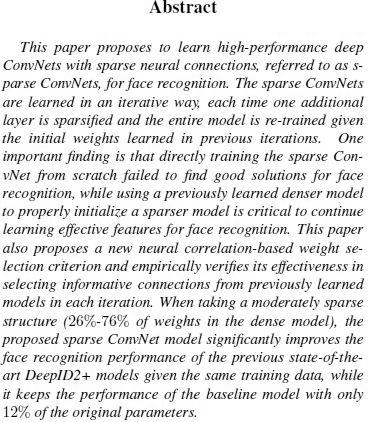 Abstract
This paper proposes to learn high-performance deep
ConvNets with sparse neural connections, referred to as s-
parse ConvNets, for face recognition. The sparse ConvNets
are learned in an iterative way, each time one additional
layer is sparsified and the entire model is re-trained given
the initial weights learned in previous iterations. One
important finding is that directly training the sparse Con-
vNet from scratch failed to find good solutions for face
recognition, while using a previously learned denser model
to properly initialize a sparser model is critical to continue
learning effective features for face recognition. This paper
also proposes a new neural correlation-based weight se-
lection criterion and empirically verifies its effectiveness in
selecting informative connections from previously learned
models in each iteration. When taking a moderately sparse
structure (26%-76% of weights in the dense model), the
proposed sparse ConvNet model significantly improves the
face recognition performance of the previous state-of-the-
art DeepID2+ models given the same training data, while
it keeps the performance of the baseline model with only
12% of the original parameters.